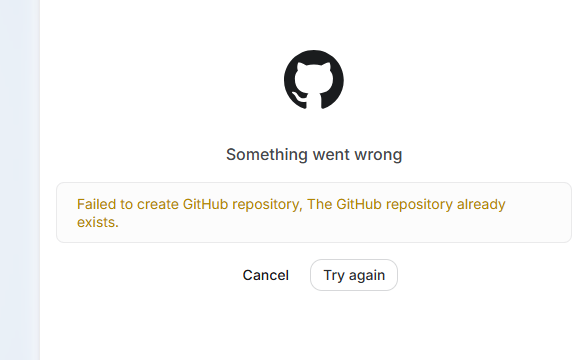 Something went wrong
Failed to create GitHub repository, The GitHub repository already
exists.
Cancel
Try again